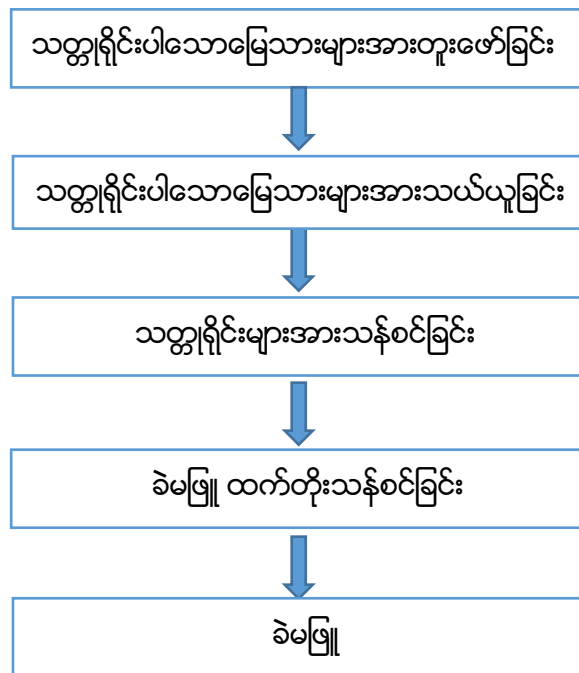 သတ္တုရိုင်းပါသောမြေသားများအားတူးဖော်ခြင်း
သတ္တုရိုင်းပါသောမြေသားများအားသယ်ယူခြင်း
သတ္တုရိုင်းများအားသန်စင်ခြင်း
ခဲမဖြူ ထက်တိုးသန်စင်ခြင်း
ခဲမဖြူ